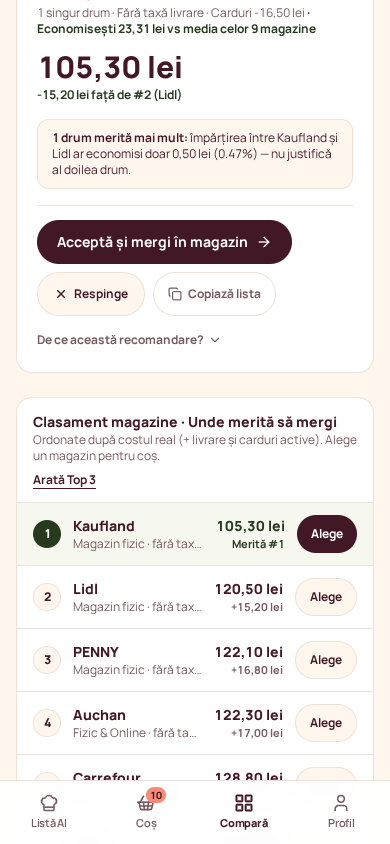 1 singur drum · Fără taxă livrare · Carduri -16,50 lei ·
Economisești 23,31 lei vs media celor 9 magazine
105,30 lei
-15,20 lei față de #2 (Lidl)
1 drum merită mai mult: împărțirea între Kaufland și
Lidl ar economisi doar 0,50 lei (0.47%) — nu justifică
al doilea drum.
Acceptă și mergi în magazin
Respinge
Copiază lista
De ce această recomandare?
Clasament magazine · Unde merită să mergi
Ordonate după costul real (+ livrare și carduri active). Alege
un magazin pentru coș.
Arată Top 3
1
Kaufland
105,30 lei
Alege
Magazin fizic · fără tax...
Merită #1
2
Lidl
120,50 lei
Alege
Magazin fizic · fără tax...
+15,20 lei
3
PENNY
122,10 lei
Alege
Magazin fizic · fără tax...
+16,80 lei
4
Auchan
122,30 lei
Alege
Fizic & Online · fără ta...
+17,00 lei
Carrefour
128,80 lei
10
ListăAI
Coș
Compară
Profil